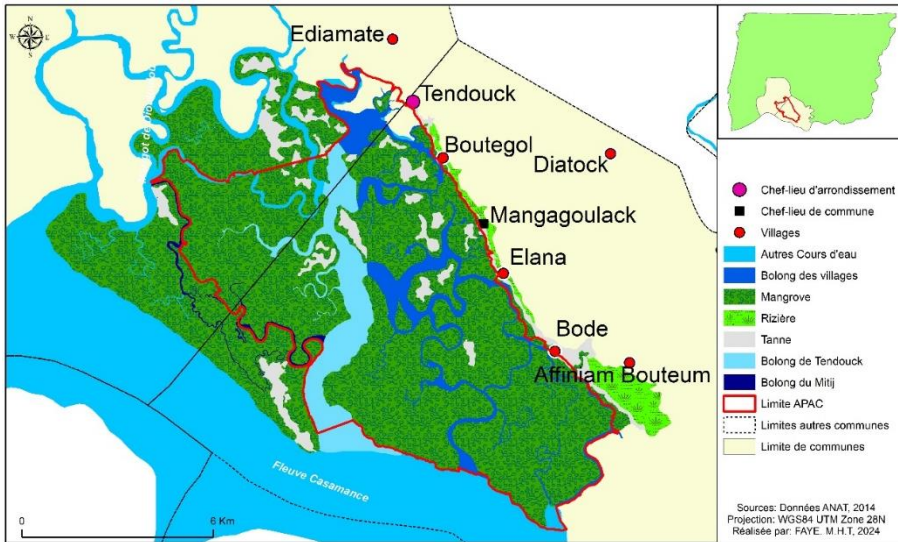 N
W
E
S
Ediamate
Tendouck
Boutegol
Diatock
Mangagoulack
Elana
Bode
Affiniam Bouteum
Fleuve Casamance
0
6 Km
Chef-lieu d'arrondissement
Chef-lieu de commune
Villages
Autres Cours d'eau
Bolong des villages
Mangrove
Rizière
Tanne
Bolong de Tendouck
Bolong du Mitij
Limite APAC
Limites autres communes
Limite de communes
Sources: Données ANAT, 2014
Projection: WGS84 UTM Zone 28N
Réalisée par: FAYE. M.H.T, 2024